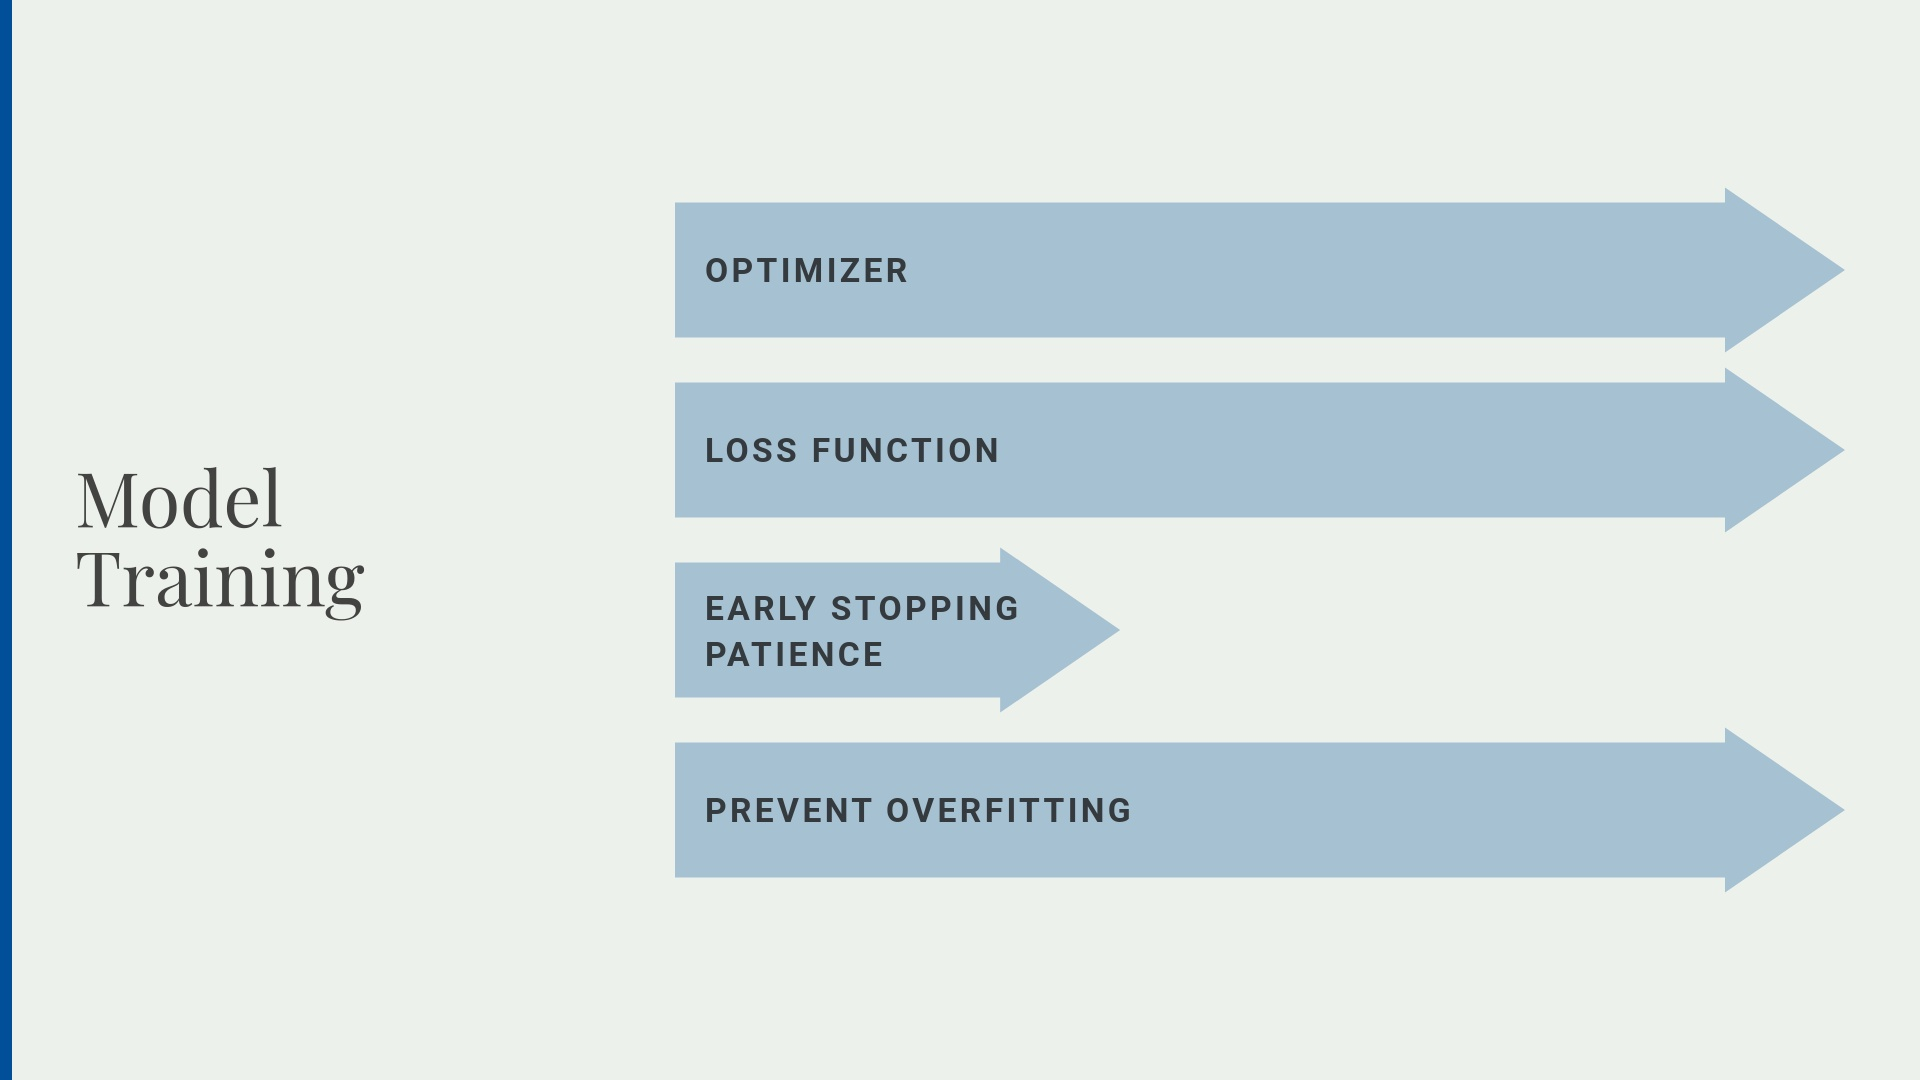 Model
Training
OPTIMIZER
LOSS FUNCTION
EARLY STOPPING
PATIENCE
PREVENT OVERFITTING